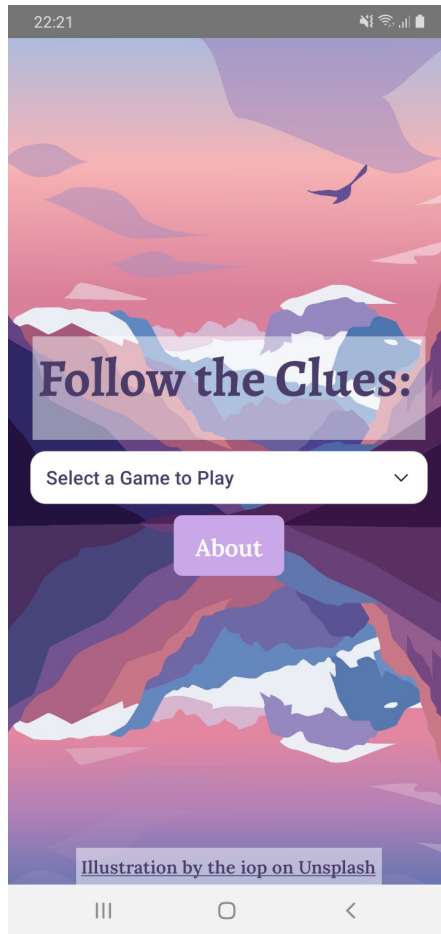 22:21
Follow the Clues:
Select a Game to Play
About
Illustration by the iop on Unsplash